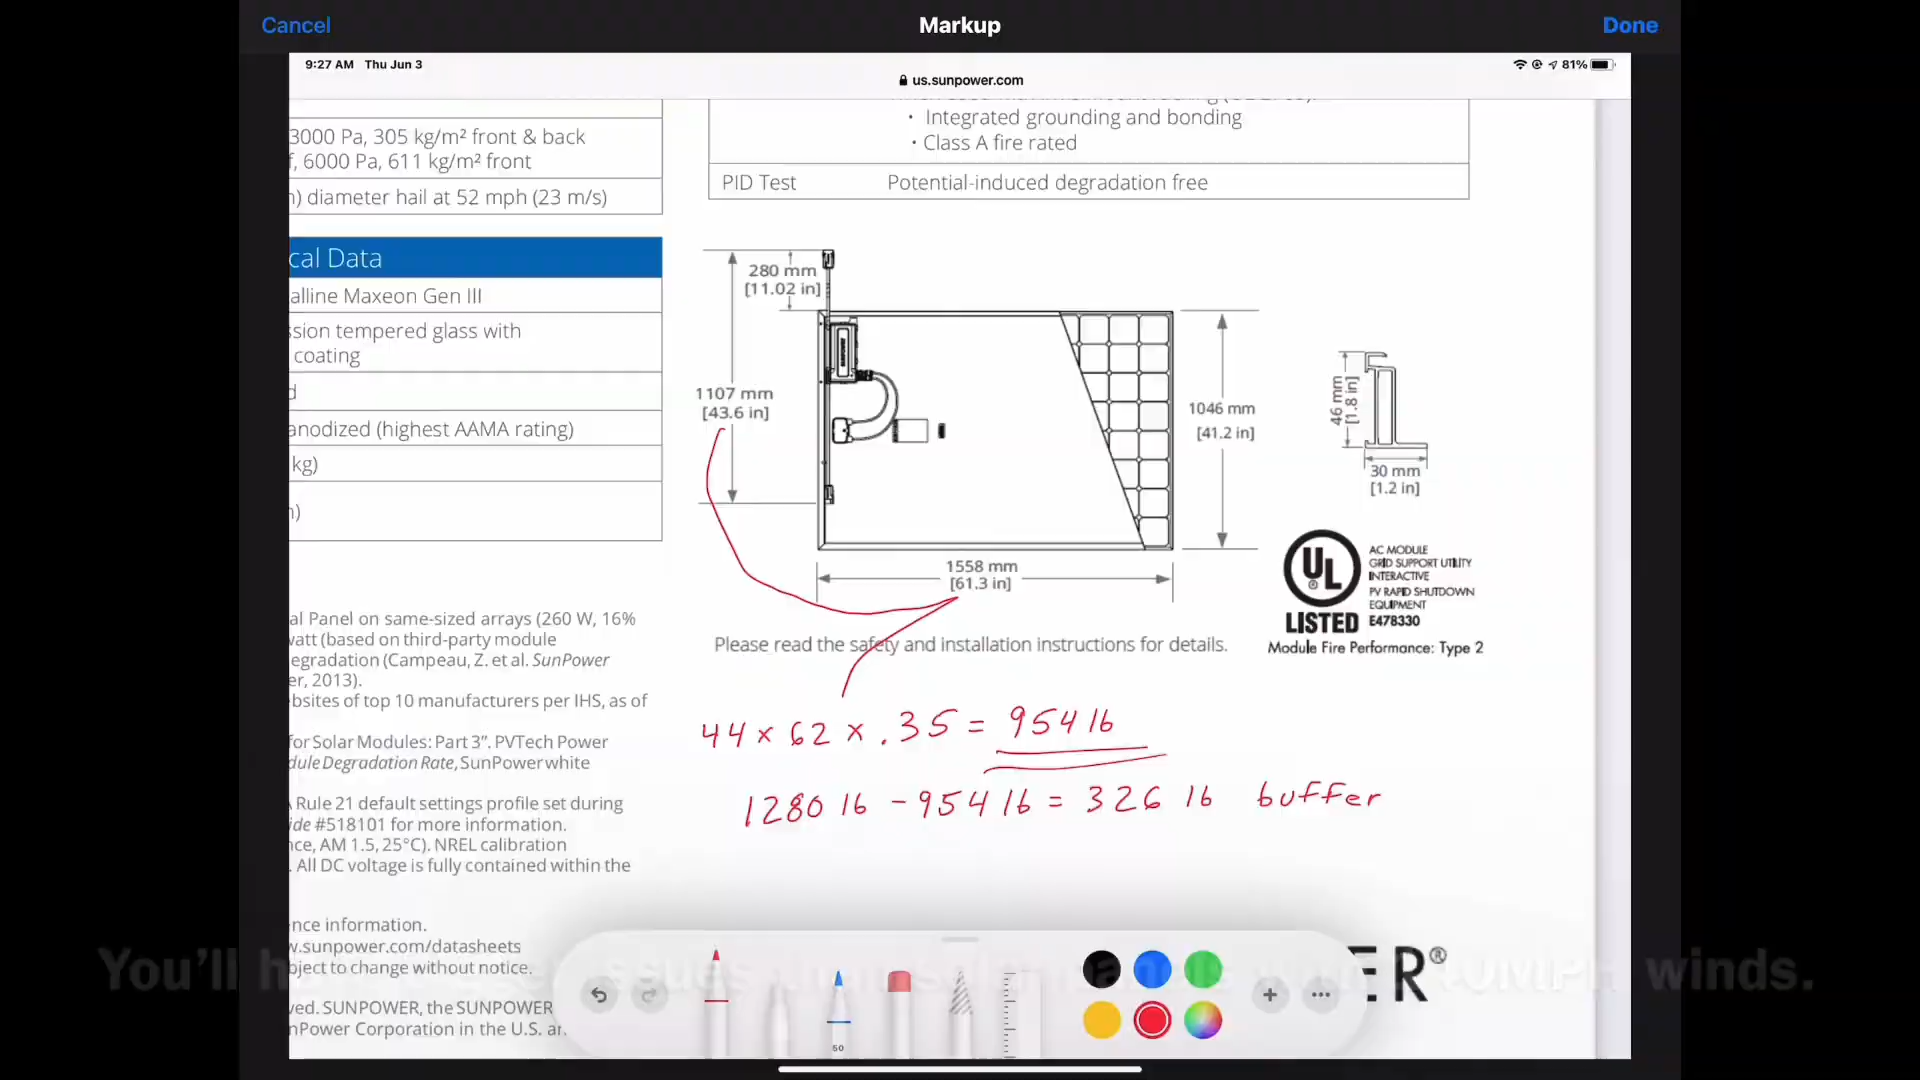 Cancel
Markup
Done
9:27 AM Thu Jun 3
us.sunpower.com
81%
3000 Pa, 305 kg/m² front & back
f, 6000 Pa, 611 kg/m² front
) diameter hail at 52 mph (23 m/s)
cal Data
alline Maxeon Gen III
ssion tempered glass with
coating
d
anodized (highest AAMA rating)
kg)
)
• Integrated grounding and bonding
• Class A fire rated
PID Test Potential-induced degradation free
280 mm
[11.02 in]
1107 mm
[43.6 in]
1046 mm
[41.2 in]
1558 mm
[61.3 in]
46 mm
[1.8 in]
30 mm
[1.2 in]
UL
LISTED
AC MODULE
GRID SUPPORT UTILITY
INTERACTIVE
PV RAPID SHUTDOWN
EQUIPMENT
E478330
Module Fire Performance: Type 2
Please read the safety and installation instructions for details.
44 x 62 x .35 = 954 lb
1280 lb - 954 lb = 326 lb buffer
al Panel on same-sized arrays (260 W, 16%
watt (based on third-party module
egradation (Campeau, Z. et al. SunPower
er, 2013).
bsites of top 10 manufacturers per IHS, as of
for Solar Modules: Part 3”. PVTech Power
dule Degradation Rate, SunPower white
A Rule 21 default settings profile set during
ide #518101 for more information.
nce, AM 1.5, 25°C). NREL calibration
. All DC voltage is fully contained within the
nce information.
w.sunpower.com/datasheets
bject to change without notice.
ved. SUNPOWER, the SUNPOWER
nPower Corporation in the U.S. ar
ER®
You’ll issues winds.
50